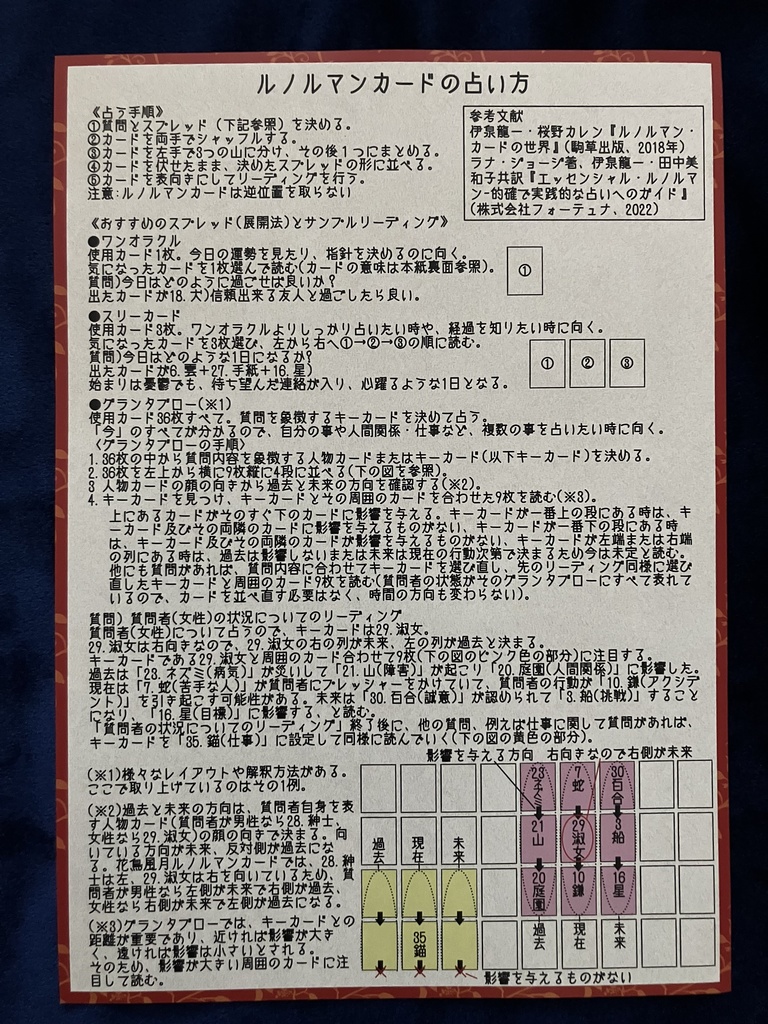 ルノルマンカードの占い方
《占う手順》
①質問とスプレッド（下記参照）を決める。
②カードを両手でシャッフルする。
③カードを左手で3つの山に分け、その後1つにまとめる。
④カードを伏せたまま、決めたスプレッドの形に並べる。
⑤カードを表向きにしてリーディングを行う。
注意:ルノルマンカードは逆位置を取らない
参考文献
伊泉龍一・桜野カレン『ルノルマン・
カードの世界』(駒草出版、2018年)
ラナ・ジョージ著、伊泉龍一・田中美
和子共訳『エッセンシャル・ルノルマ
ン-的確で実践的な占いへのガイド』
(株式会社フォーテュナ、2022)
《おすすめのスプレッド(展開法)とサンプルリーディング》
●ワンオラクル
使用カード1枚。今日の運勢を見たり、指針を決めるのに向く。
気になったカードを1枚選んで読む(カードの意味は本紙裏面参照)。
質問)今日はどのように過ごせば良いか?
出たカードが18.犬)信頼出来る友人と過ごしたら良い。
①
●スリーカード
使用カード3枚。ワンオラクルよりしっかり占いたい時や、経過を知りたい時に向く。
気になったカードを3枚選び、左から右へ①→②→③の順に読む。
質問)今日はどのような1日になるか?
出たカードが6.雲+27.手紙+16.星)
始まりは憂鬱でも、待ち望んだ連絡が入り、心躍るような1日となる。
① ② ③
●グランタブロー(※1)
使用カード36枚すべて。質問を象徴するキーカードを決めて占う。
「今」のすべてが分かるので、自分の事や人間関係・仕事など、複数の事を占いたい時に向く。
〈グランタブローの手順〉
1.36枚の中から質問内容を象徴する人物カードまたはキーカード(以下キーカード)を決める。
2.36枚を左上から横に9枚縦に4段に並べる(下の図を参照)。
3 人物カードの顔の向きから過去と未来の方向を確認する(※2)。
4.キーカードを見つけ、キーカードとその周囲のカードを合わせた9枚を読む(※3)。
上にあるカードがそのすぐ下のカードに影響を与える。キーカードが一番上の段にある時は、キ
ーカード及びその両隣のカードに影響を与えるものがない、キーカードが一番下の段にある時
は、キーカード及びその両隣のカードが影響を与えるものがない、キーカードが左端または右端
の列にある時は、過去は影響しないまたは未来は現在の行動次第で決まるため今は未定と読む。
他にも質問があれば、質問内容に合わせてキーカードを選び直し、先のリーディング同様に選び
直したキーカードと周囲のカード9枚を読む(質問者の状態がそのグランタブローにすべて表れて
いるので、カードを並べ直す必要はなく、時間の方向も変わらない)。
質問）質問者(女性)の状況についてのリーディング
質問者(女性)について占うので、キーカードは29.淑女。
29.淑女は右向きなので、29.淑女の右の列が未来、左の列が過去と決まる。
キーカードである29.淑女と周囲のカード合わせて9枚(下の図のピンク色の部分)に注目する。
過去は「23.ネズミ(病気)」が災いして「21.山(障害)」が起こり「20.庭園(人間関係)」に影響した。
現在は「7.蛇(苦手な人)」が質問者にプレッシャーをかけていて、質問者の行動が「10.鎌(アクシデ
ント)」を引き起こす可能性がある。未来は「30.百合(誠意)」が認められて「3.船(挑戦)」すること
になり、「16.星(目標)」に影響する、と読む。
「質問者の状況についてのリーディング」終了後に、他の質問、例えば仕事に関して質問があれば、
キーカードを「35.錨(仕事)」に設定して同様に読んでいく(下の図の黄色の部分)。
影響を与える方向 右向きなので右側が未来
(※1)様々なレイアウトや解釈方法がある。
ここで取り上げているのはその1例。
(※2)過去と未来の方向は、質問者自身を表
す人物カード(質問者が男性なら28.紳士、
女性なら29.淑女)の顔の向きで決まる。向
いている方向が未来、反対側が過去にな
る。花鳥風月ルノルマンカードでは、28.紳
士は左、29.淑女は右を向いているため、質
問者が男性なら左側が未来で右側が過去、
女性なら右側が未来で左側が過去になる。
(※3)グランタブローでは、キーカードとの
距離が重要であり、近ければ影響が大き
く、遠ければ影響は小さいとされる。
そのため、影響が大きい周囲のカードに注
目して読む。
23 ネズミ
7 蛇
30 百合
21 山
29 淑女
3 船
20 庭園
10 鎌
16 星
過去
現在
未来
35 錨
過去
現在
未来
影響を与えるものがない